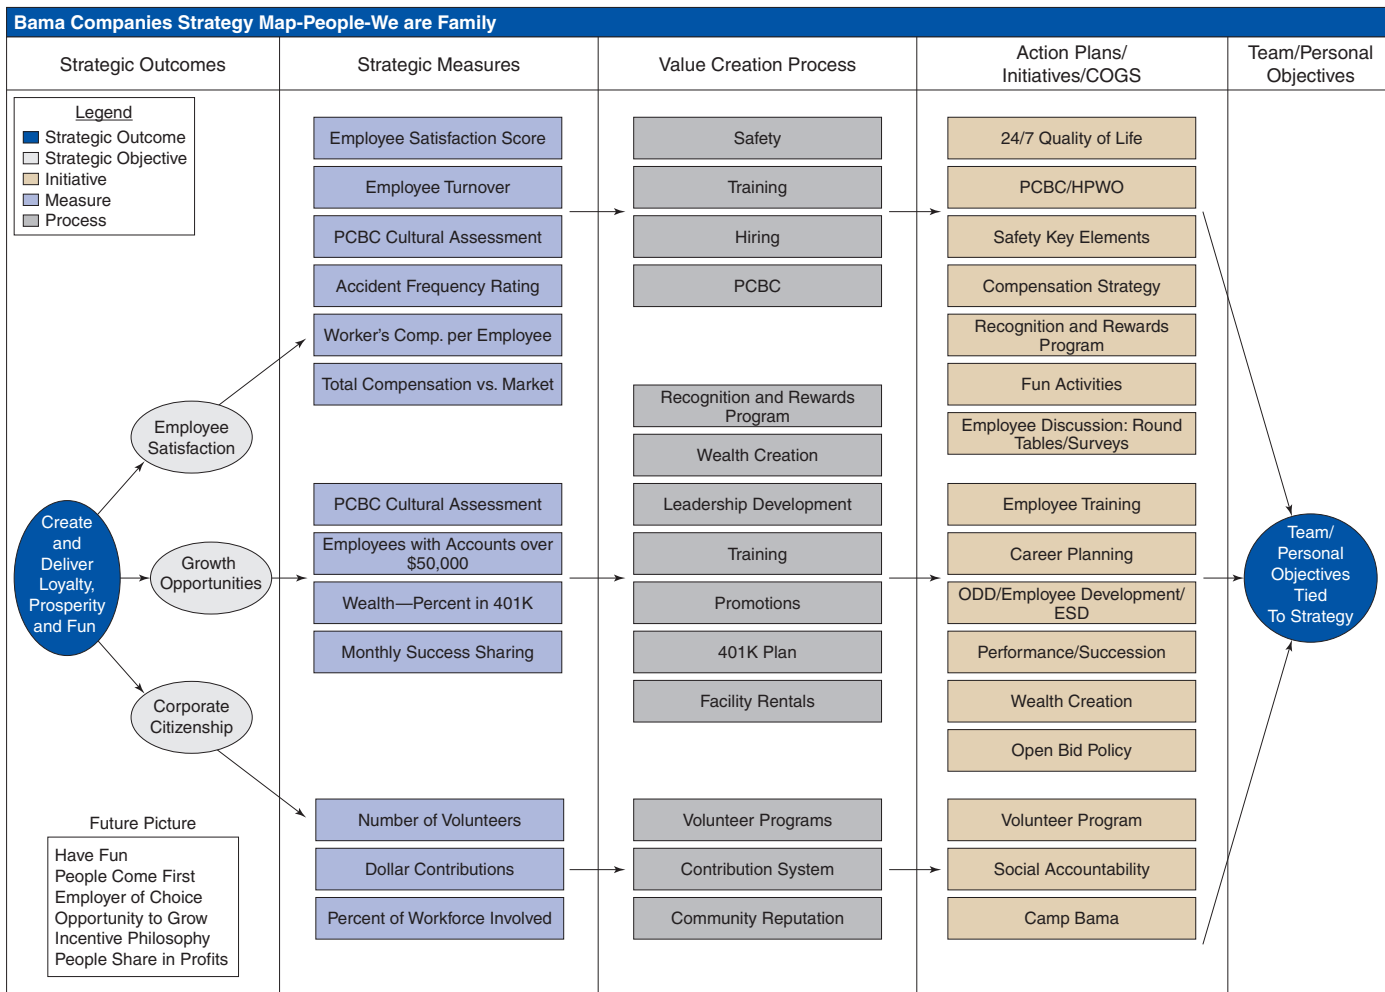 Bama Companies Strategy Map-People-We are Family
Strategic Outcomes
Strategic Measures
Value Creation Process
Action Plans/
Initiatives/COGS
Team/Personal
Objectives
Legend
Strategic Outcome
Strategic Objective
Initiative
Measure
Process
Employee
Satisfaction
Create
and
Deliver
Loyalty,
Prosperity
and Fun
Growth
Opportunities
Corporate
Citizenship
Future Picture
Have Fun
People Come First
Employer of Choice
Opportunity to Grow
Incentive Philosophy
People Share in Profits
Employee Satisfaction Score
Employee Turnover
PCBC Cultural Assessment
Accident Frequency Rating
Worker’s Comp. per Employee
Total Compensation vs. Market
PCBC Cultural Assessment
Employees with Accounts over
$50,000
Wealth—Percent in 401K
Monthly Success Sharing
Number of Volunteers
Dollar Contributions
Percent of Workforce Involved
Safety
Training
Hiring
PCBC
Recognition and Rewards
Program
Wealth Creation
Leadership Development
Training
Promotions
401K Plan
Facility Rentals
Volunteer Programs
Contribution System
Community Reputation
24/7 Quality of Life
PCBC/HPWO
Safety Key Elements
Compensation Strategy
Recognition and Rewards
Program
Fun Activities
Employee Discussion: Round
Tables/Surveys
Employee Training
Career Planning
ODD/Employee Development/
ESD
Performance/Succession
Wealth Creation
Open Bid Policy
Volunteer Program
Social Accountability
Camp Bama
Team/
Personal
Objectives
Tied
To Strategy